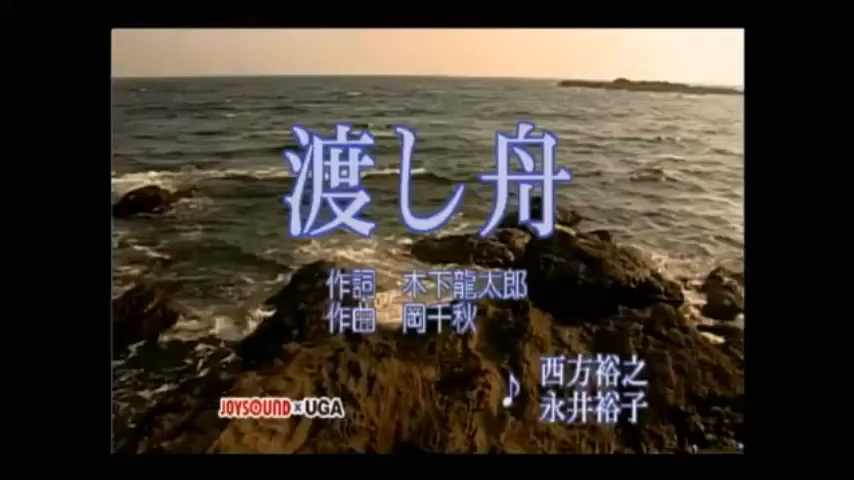 渡し舟
作詞 木下龍太郎
作曲 岡千秋
♪ 西方裕之
永井裕子
JOYSOUND×UGA